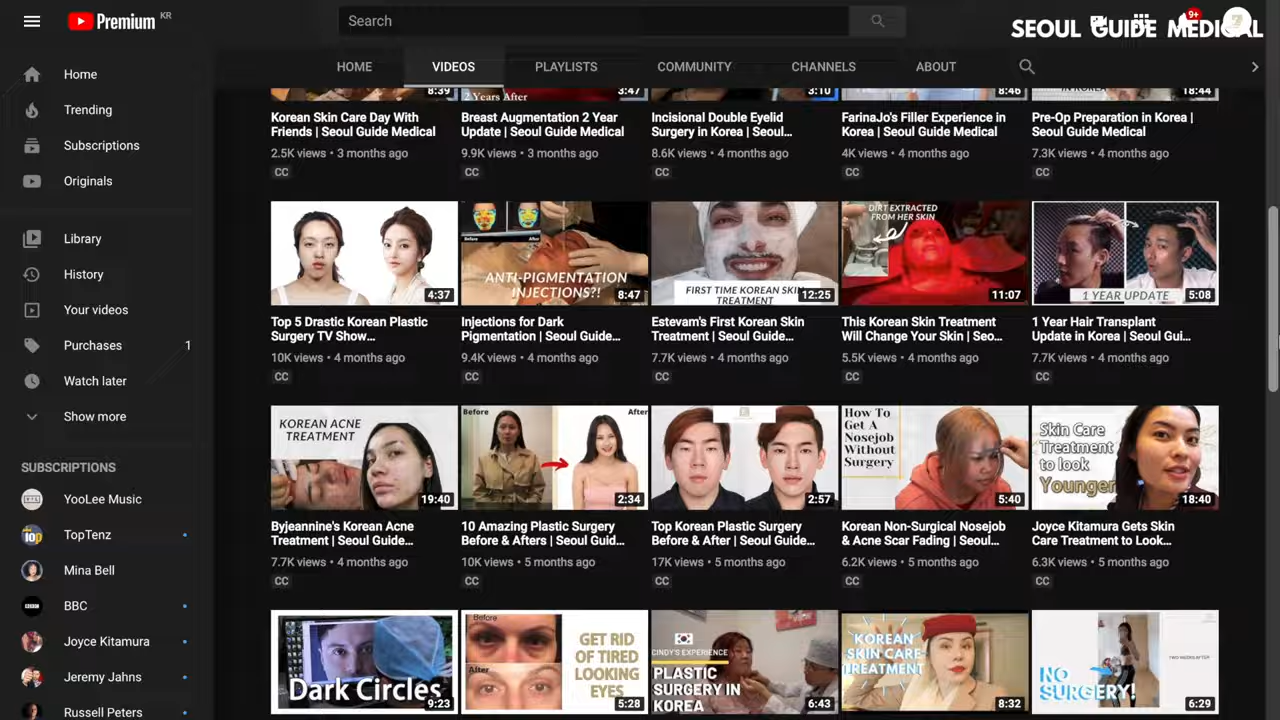 Premium KR
Search
9+
SEOUL GUIDE MEDICAL
HOME
VIDEOS
PLAYLISTS
COMMUNITY
CHANNELS
ABOUT
Home
Trending
Subscriptions
Originals
Library
History
Your videos
Purchases 1
Watch later
Show more
SUBSCRIPTIONS
YooLee Music
TopTenz
Mina Bell
BBC
Joyce Kitamura
Jeremy Jahns
Russell Peters
8:39
Korean Skin Care Day With
Friends | Seoul Guide Medical
2.5K views • 3 months ago
CC
2 Years After
3:47
Breast Augmentation 2 Year
Update | Seoul Guide Medical
9.9K views • 3 months ago
CC
3:10
Incisional Double Eyelid
Surgery in Korea | Seoul...
8.6K views • 4 months ago
CC
8:46
FarinaJo's Filler Experience in
Korea | Seoul Guide Medical
4K views • 4 months ago
CC
IN KOREA
18:44
Pre-Op Preparation in Korea |
Seoul Guide Medical
7.3K views • 4 months ago
CC
4:37
Top 5 Drastic Korean Plastic
Surgery TV Show...
10K views • 4 months ago
CC
Before
After
ANTI-PIGMENTATION
INJECTIONS?!
8:47
Injections for Dark
Pigmentation | Seoul Guide...
9.4K views • 4 months ago
CC
FIRST TIME KOREAN SKIN
TREATMENT
12:25
Estevam's First Korean Skin
Treatment | Seoul Guide...
7.7K views • 4 months ago
CC
DIRT EXTRACTED
FROM HER SKIN
11:07
This Korean Skin Treatment
Will Change Your Skin | Seo...
5.5K views • 4 months ago
CC
1 YEAR UPDATE
5:08
1 Year Hair Transplant
Update in Korea | Seoul Gui...
7.7K views • 4 months ago
CC
KOREAN ACNE
TREATMENT
19:40
Byjeannine's Korean Acne
Treatment | Seoul Guide...
7.7K views • 4 months ago
CC
Before
After
2:34
10 Amazing Plastic Surgery
Before & Afters | Seoul Guid...
10K views • 5 months ago
CC
2:57
Top Korean Plastic Surgery
Before & After | Seoul Guide...
17K views • 5 months ago
CC
How To
Get A
Nosejob
Without
Surgery
5:40
Korean Non-Surgical Nosejob
& Acne Scar Fading | Seoul...
6.2K views • 5 months ago
CC
Skin Care
Treatment
to look
Younger
18:40
Joyce Kitamura Gets Skin
Care Treatment to Look...
6.3K views • 5 months ago
CC
Dark Circles
9:23
Before
After
GET RID
OF TIRED
LOOKING
EYES
5:28
CINDY'S EXPERIENCE
PLASTIC
SURGERY IN
KOREA
6:43
KOREAN
SKIN CARE
TREATMENT
8:32
NO
SURGERY!
TWO WEEKS AFTER
6:29